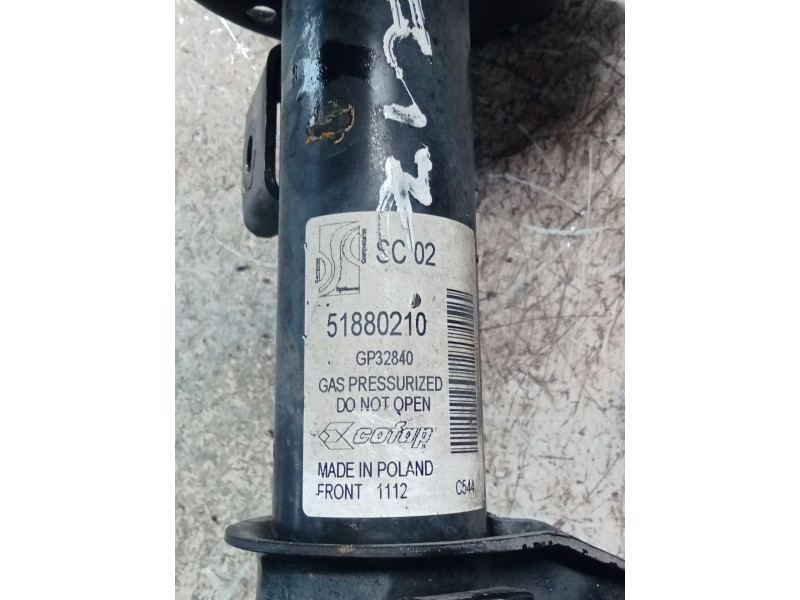 SC 02
51880210
GP32840
GAS PRESSURIZED
DO NOT OPEN
cofap
MADE IN POLAND
FRONT 1112 C544